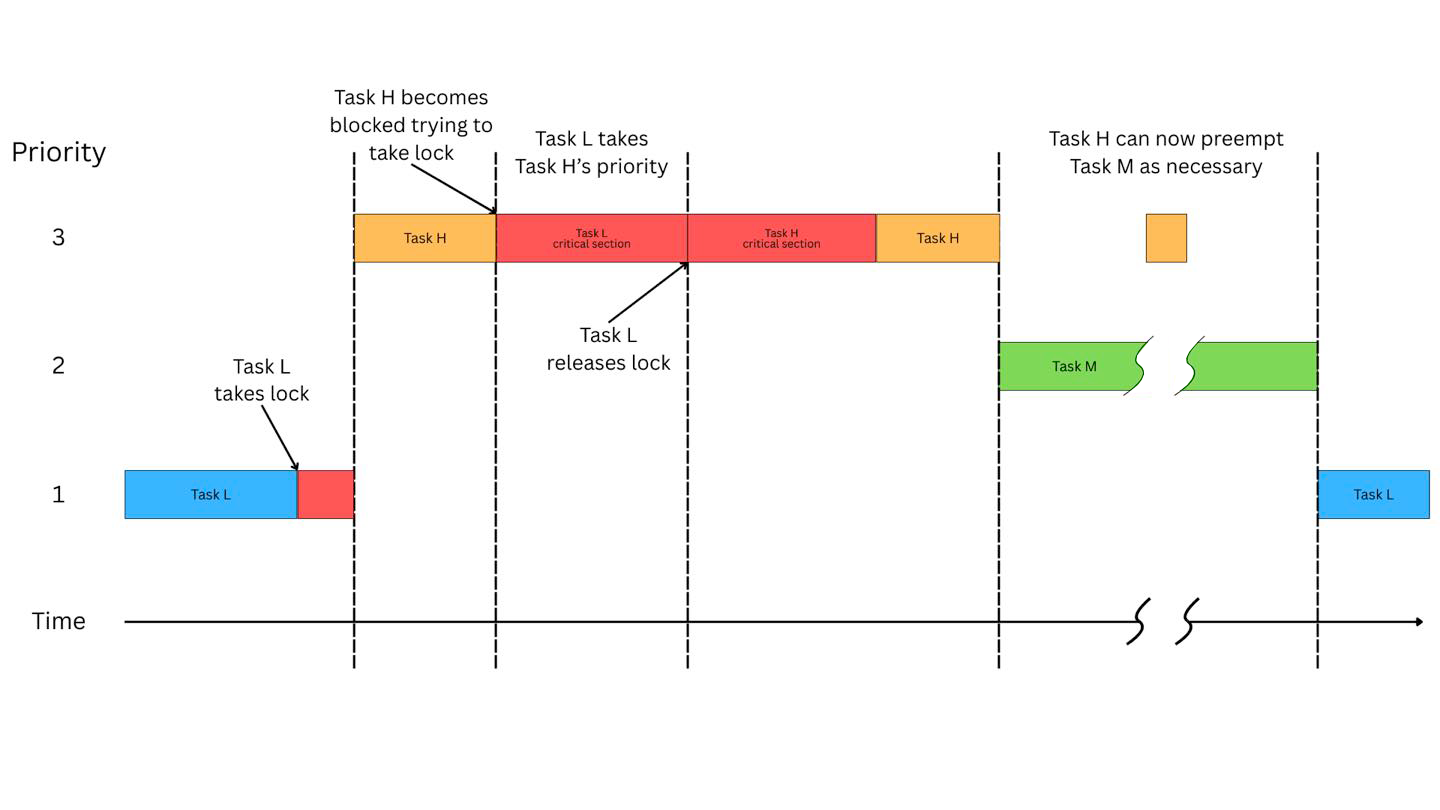 Task H becomes
blocked trying to
take lock
Task L takes
Task H’s priority
Task H can now preempt
Task M as necessary
Priority
3
Task H
Task L
critical section
Task H
critical section
Task H
Task L
releases lock
2
Task M
Task L
takes lock
1
Task L
Task L
Time